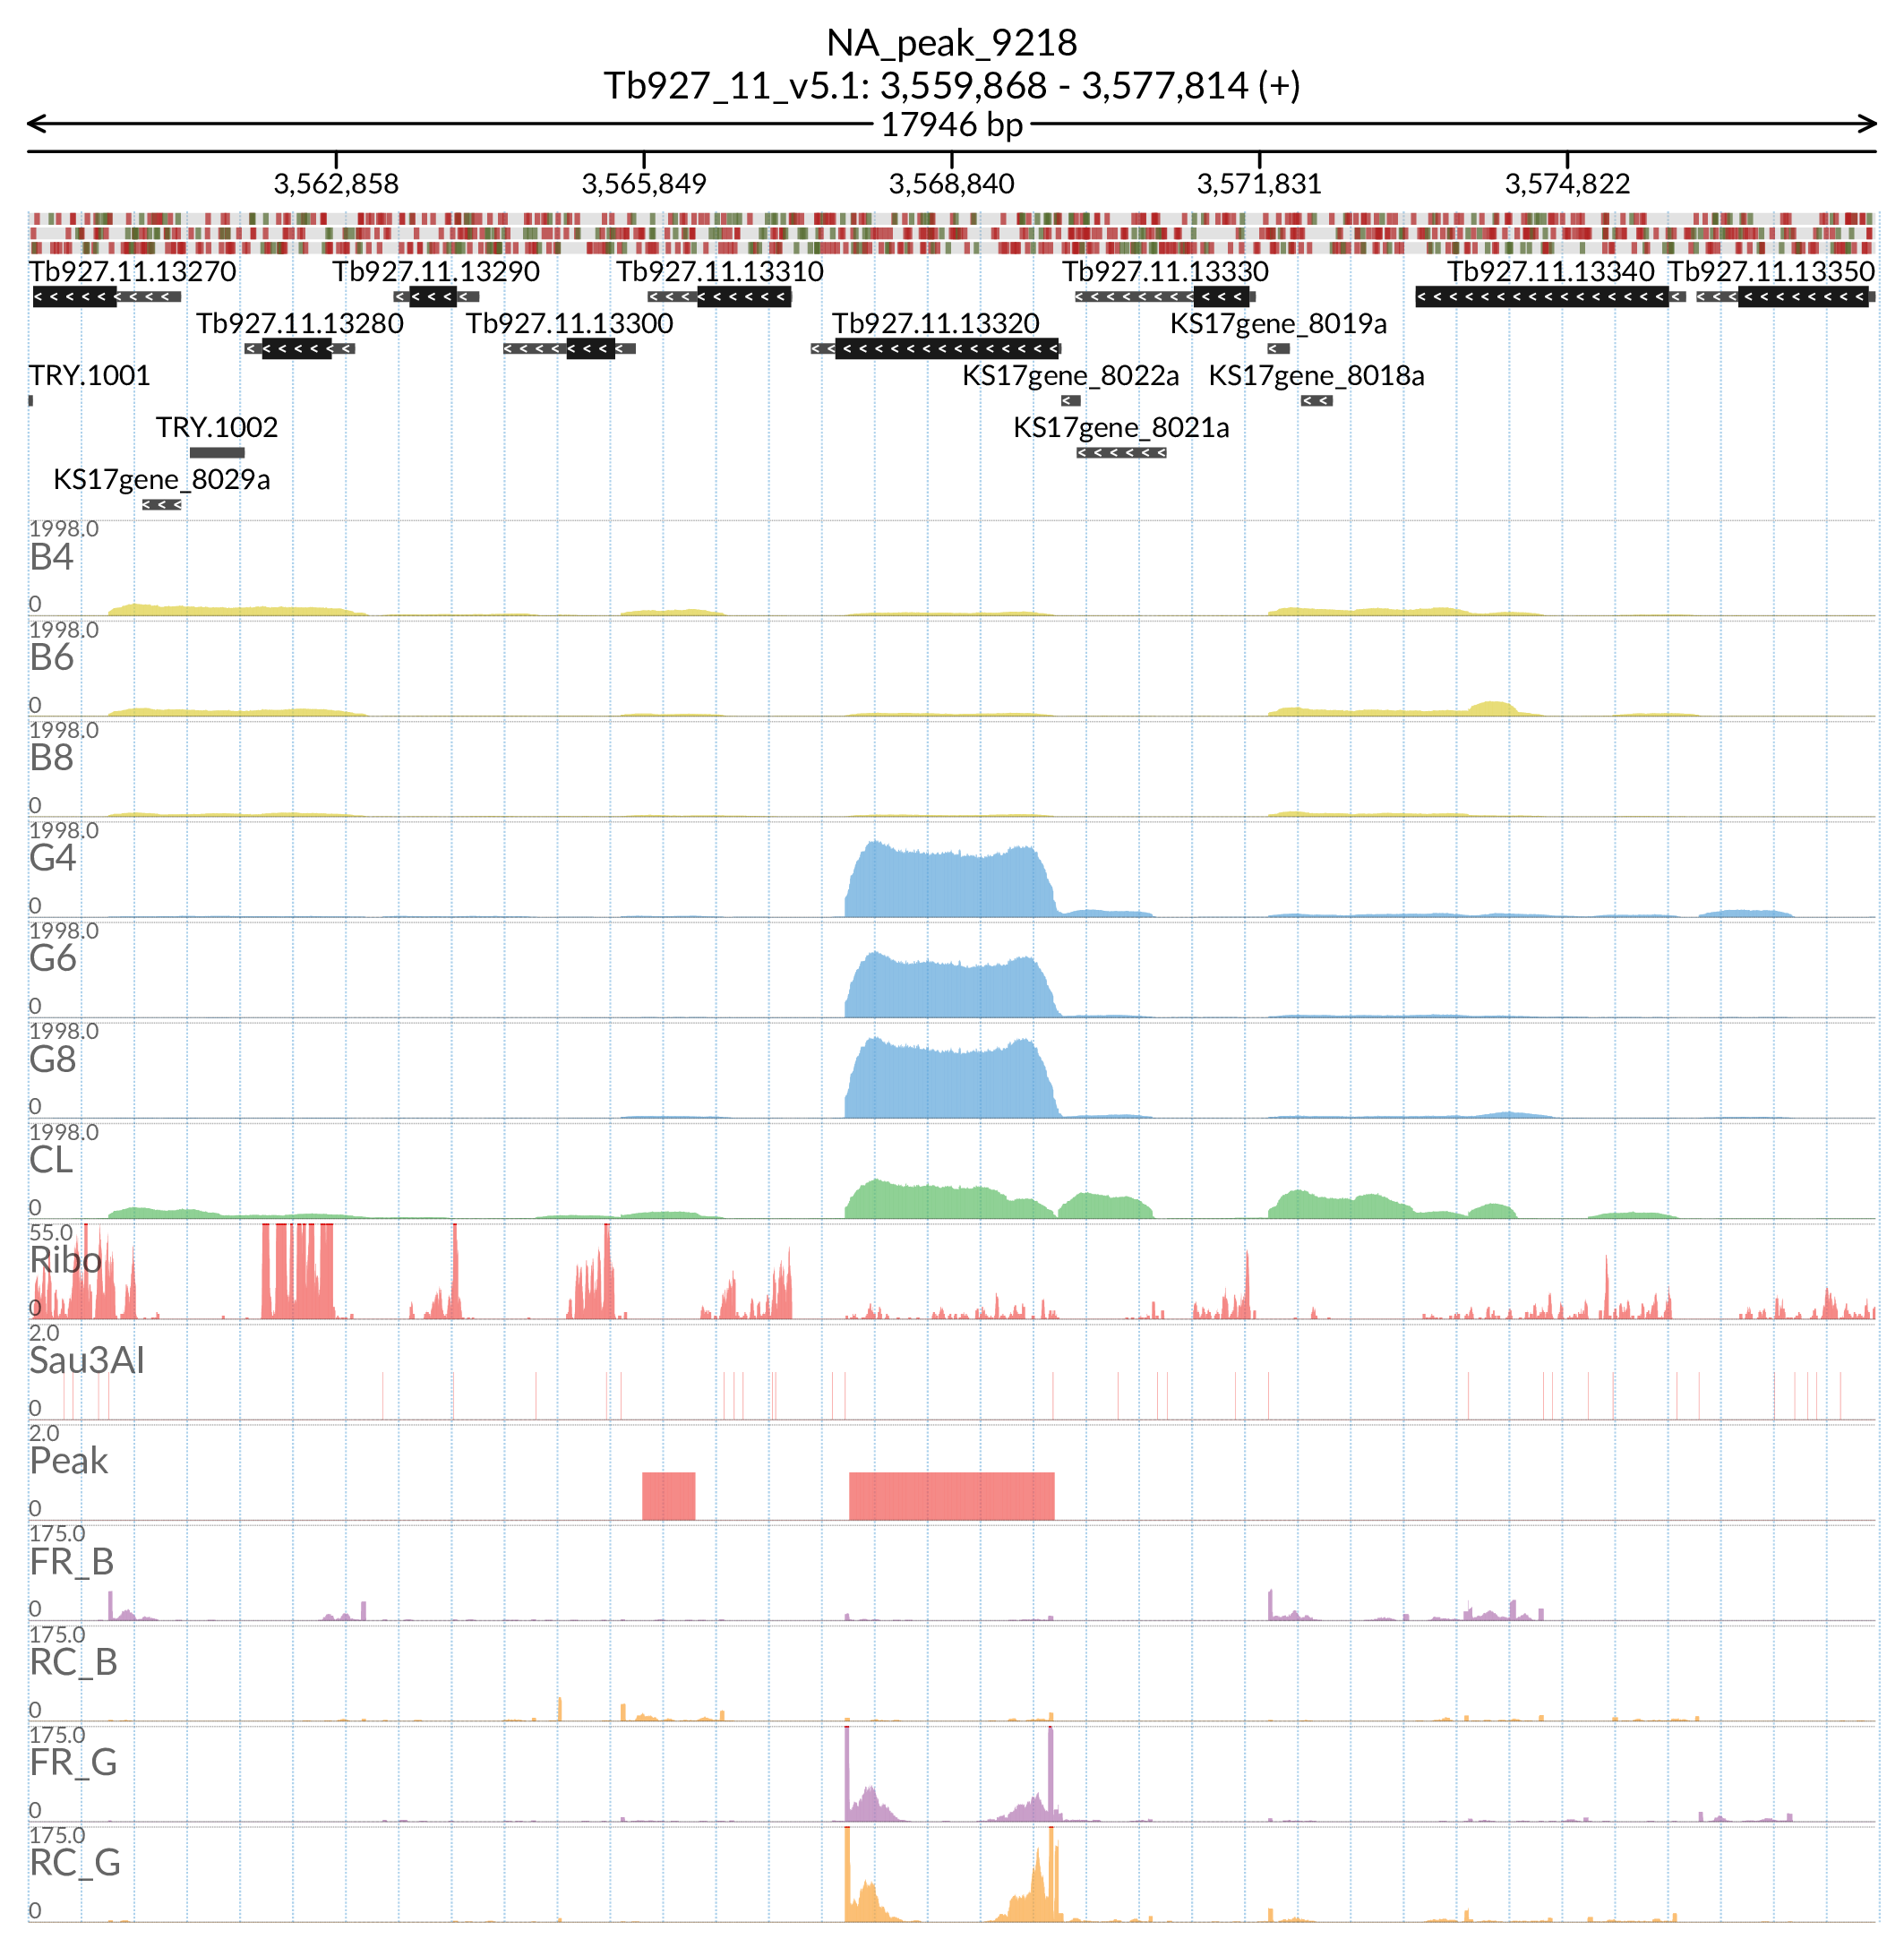 NA_peak_9218
Tb927_11_v5.1: 3,559,868 - 3,577,814 (+)
17946 bp
3,562,858 3,565,849 3,568,840 3,571,831 3,574,822
Tb927.11.13270 Tb927.11.13290 Tb927.11.13310 Tb927.11.13330 Tb927.11.13340 Tb927.11.13350
Tb927.11.13280 Tb927.11.13300 Tb927.11.13320 KS17gene_8019a
TRY.1001 KS17gene_8022a KS17gene_8018a
TRY.1002 KS17gene_8021a
KS17gene_8029a
1998.0
B4
0
1998.0
B6
0
1998.0
B8
0
1998.0
G4
0
1998.0
G6
0
1998.0
G8
0
1998.0
CL
0
55.0
Ribo
0
2.0
Sau3AI
0
2.0
Peak
0
175.0
FR_B
0
175.0
RC_B
0
175.0
FR_G
0
175.0
RC_G
0